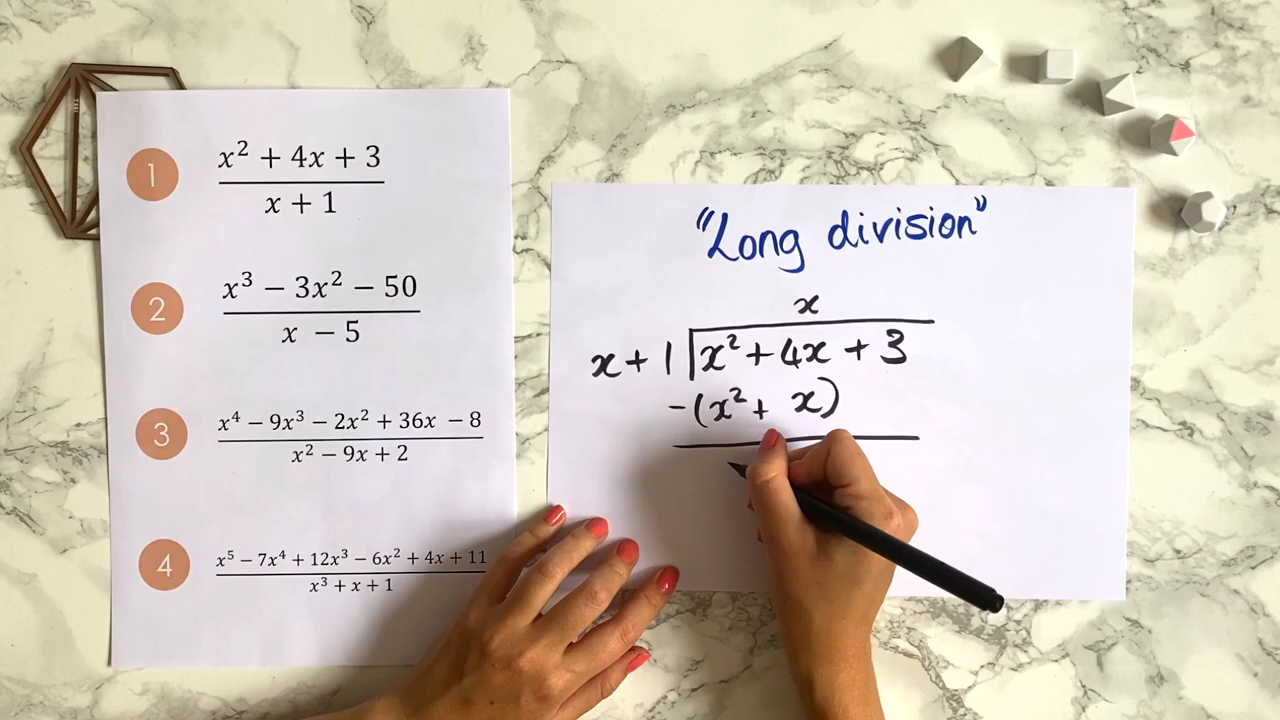 1
x² + 4x + 3
x + 1
2
x³ − 3x² − 50
x − 5
3
x⁴ − 9x³ − 2x² + 36x − 8
x² − 9x + 2
4
x⁵ − 7x⁴ + 12x³ − 6x² + 4x + 11
x³ + x + 1
"Long division"
x
x + 1 x² + 4x + 3
-(x² + x)